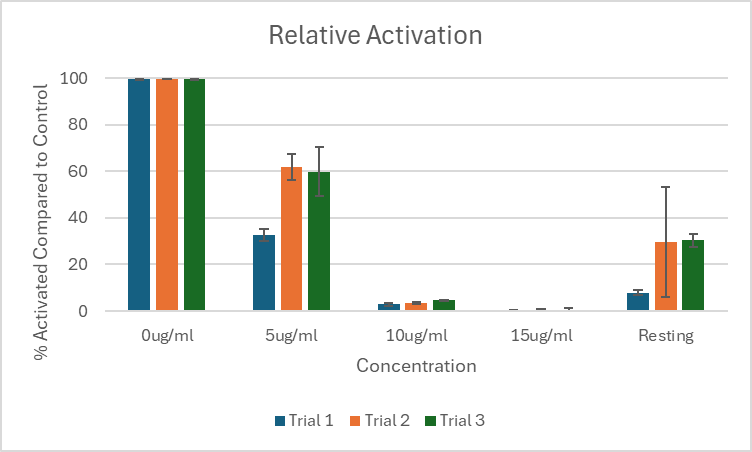 Relative Activation
% Activated Compared to Control
100
80
60
40
20
0
0ug/ml 5ug/ml 10ug/ml 15ug/ml Resting
Concentration
Trial 1 Trial 2 Trial 3